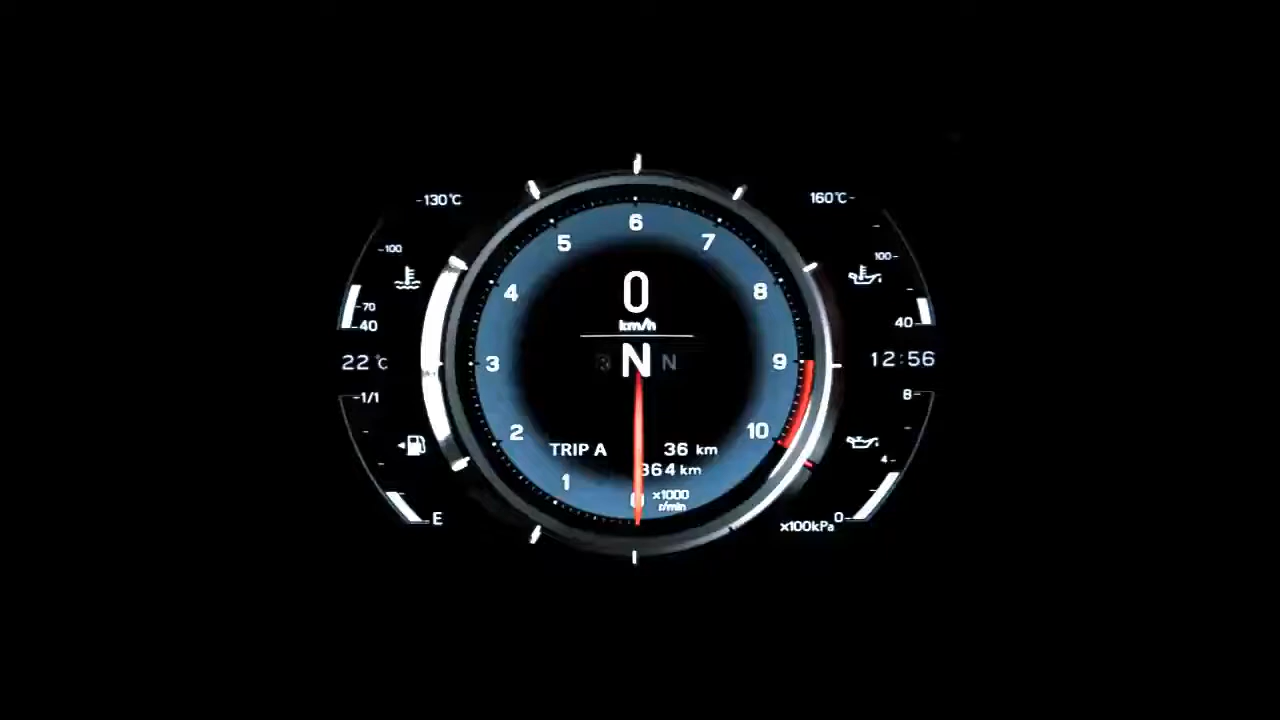 -130°C
-100
-70
-40
22°C
-1/1
E
6
5
7
4
8
3
9
2
10
1
0
0
km/h
N
N
TRIP A 36 km
364 km
x1000
r/min
160°C-
100-
40-
12:56
8-
4-
0-
x100kPa